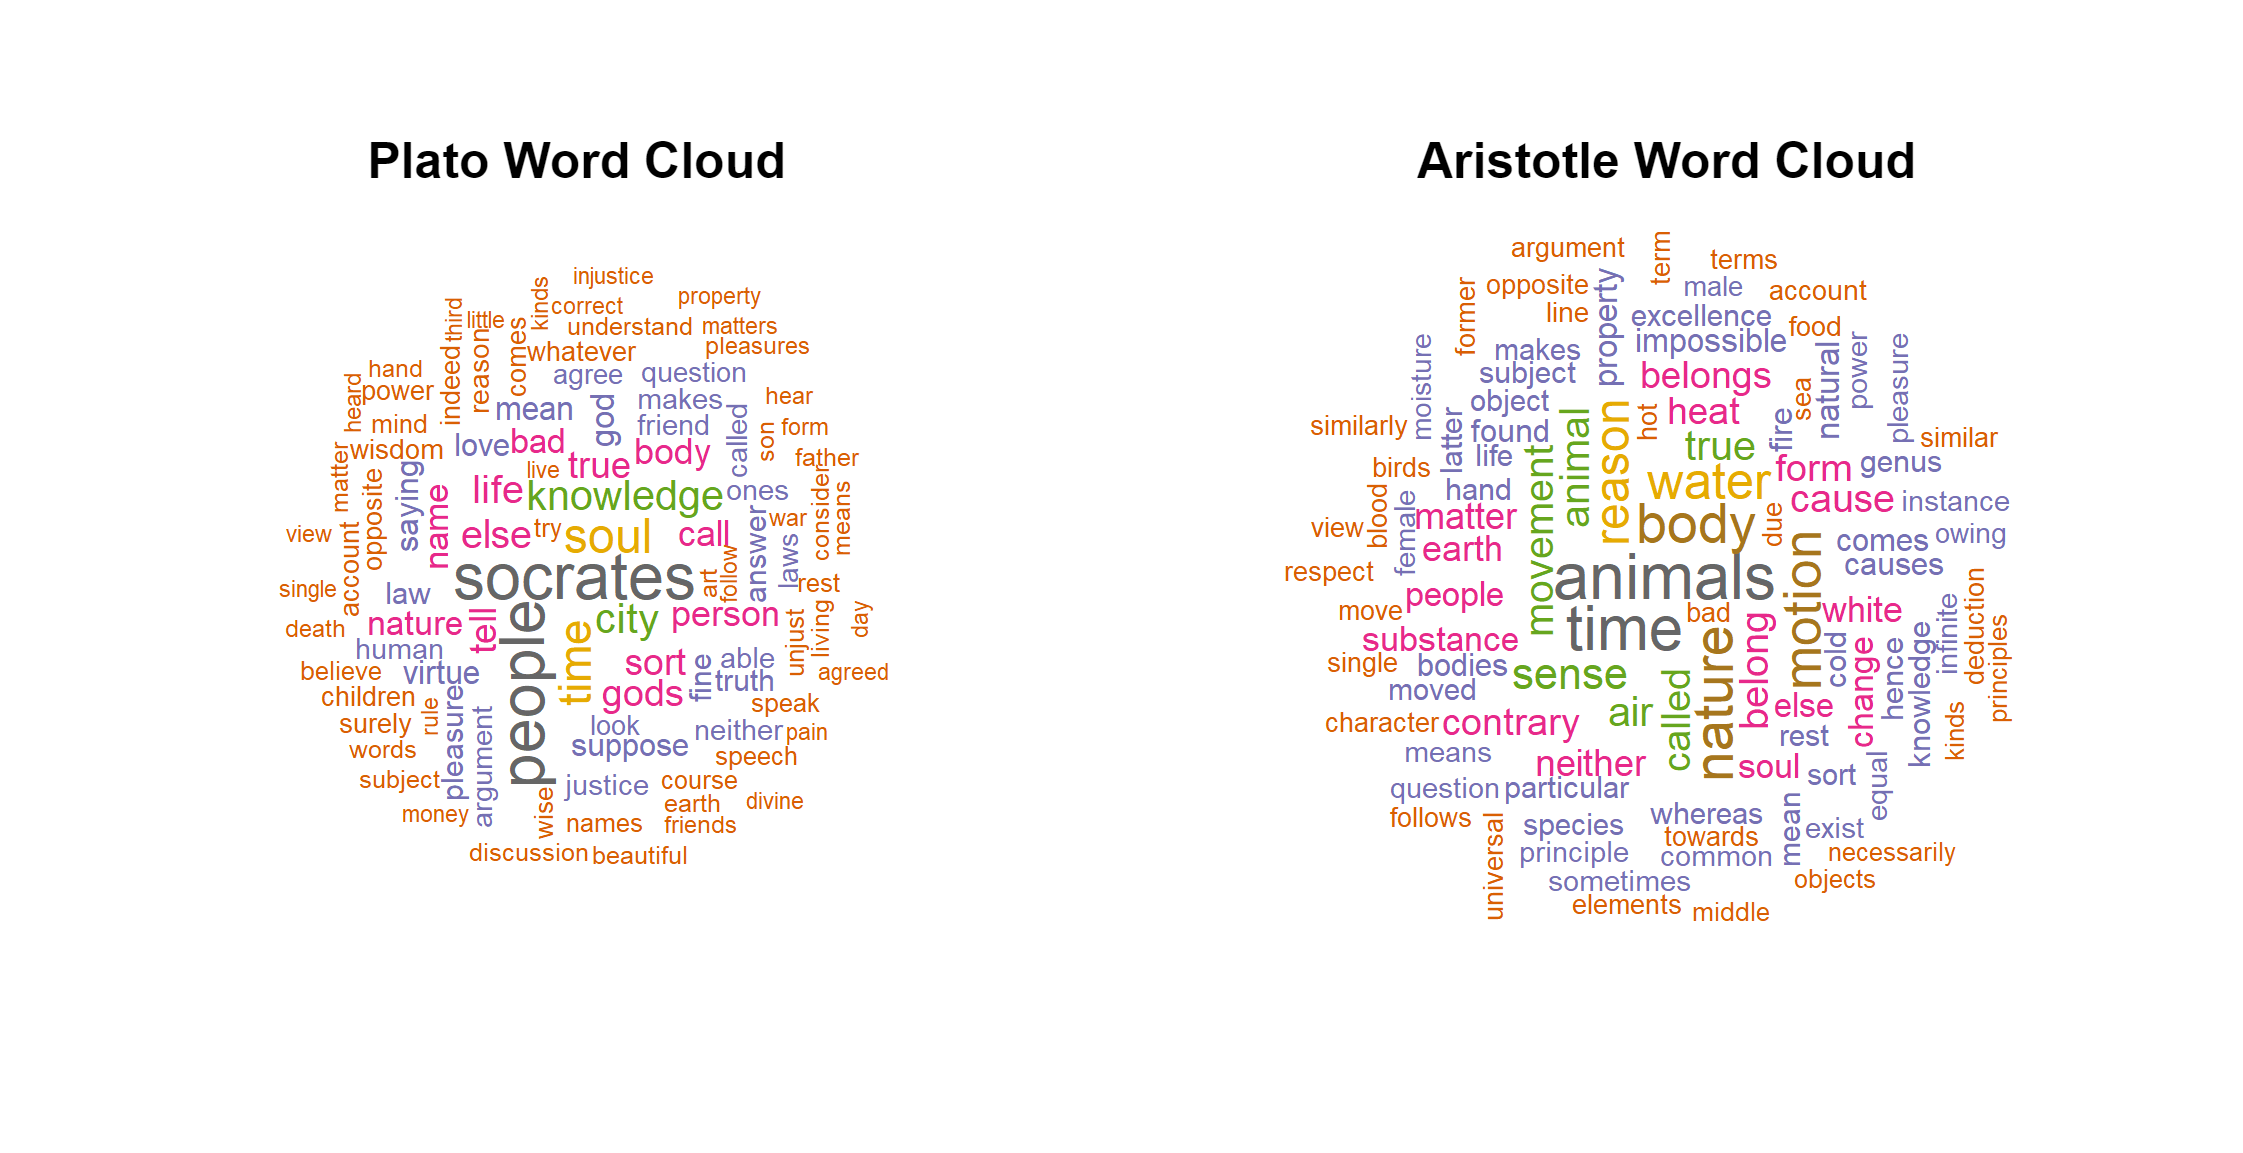 Plato Word Cloud
injustice
kinds
correct
property
third
little
understand
matters
comes
whatever
pleasures
reason
indeed
hand
agree
question
heard
power
mean
god
makes
called
hear
mind
friend
son
form
wisdom
love
bad
body
father
matter
opposite
saying
live
true
consider
means
name
life
knowledge
ones
view
account
else
try
soul
call
answer
war
laws
single
law
socrates
art
follow
rest
death
nature
tell
people
time
city
person
unjust
living
day
human
believe
virtue
sort
fine
able
truth
agreed
children
gods
surely
rule
pleasure
argument
look
speak
words
suppose
neither
pain
subject
justice
course
speech
money
wise
names
earth
divine
friends
discussion
beautiful
Aristotle Word Cloud
argument
term
terms
former
opposite
property
male
account
line
excellence
food
moisture
makes
impossible
natural
power
pleasure
subject
belongs
object
reason
hot
heat
sea
fire
similarly
latter
found
animal
true
similar
birds
life
movement
water
form
genus
blood
female
hand
body
due
cause
instance
view
matter
motion
comes
owing
earth
causes
respect
animals
people
move
time
bad
white
infinite
deduction
substance
nature
belong
cold
change
hence
knowledge
principles
single
bodies
sense
moved
called
air
else
kinds
character
contrary
rest
means
neither
soul
sort
equal
question
particular
follows
universal
species
whereas
mean
exist
towards
principle
common
necessarily
sometimes
objects
elements
middle